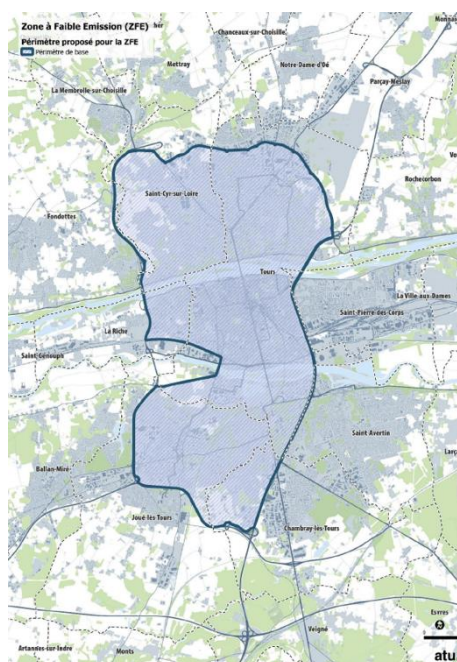 Zone à Faible Emission (ZFE)
Périmètre proposé pour la ZFE
Périmètre de base
Chanceaux-sur-Choisille
Mettray
Notre-Dame-d'Oé
La Membrolle-sur-Choisille
Parçay-Meslay
Rochecorbon
Saint-Cyr-sur-Loire
Fondettes
Tours
La Ville-aux-Dames
Saint-Pierre-des-Corps
La Riche
Saint-Genouph
Saint-Avertin
Ballan-Miré
Joué-lès-Tours
Chambray-lès-Tours
Esvres
Veigné
Artannes-sur-Indre
Monts
atu